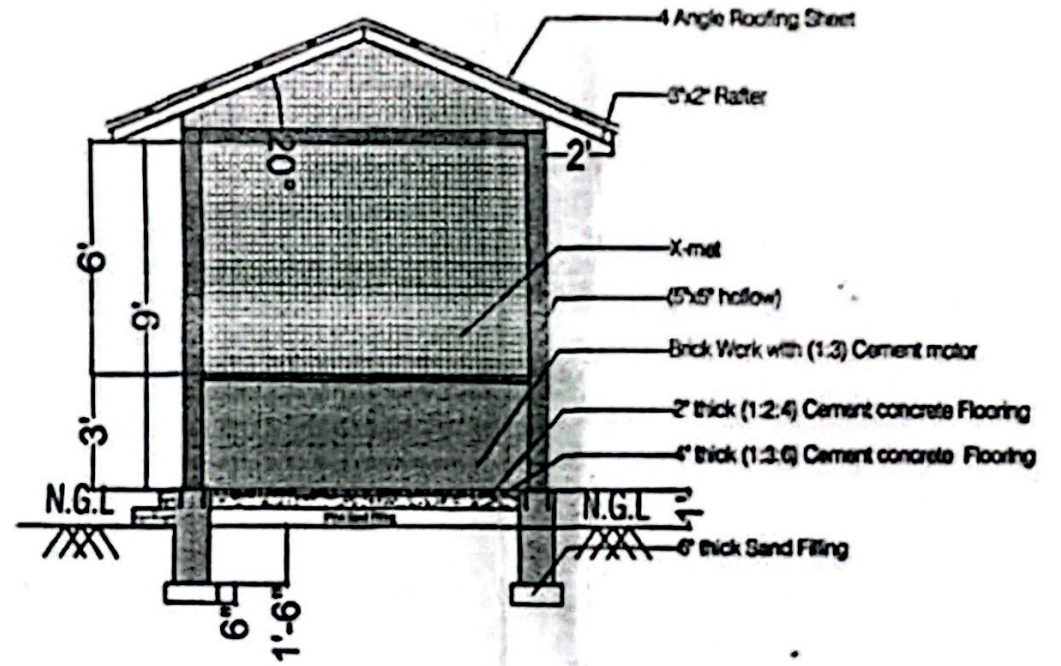 4 Angle Roofing Sheet
3"x2" Rafter
20°
2'
X-mat
6'
9'
(5"x5" hollow)
Brick Work with (1:3) Cement motor
3'
2" thick (1:2:4) Cement concrete Flooring
4" thick (1:3:6) Cement concrete Flooring
N.G.L
N.G.L
1'
6" thick Sand Filling
6"
1'-6"